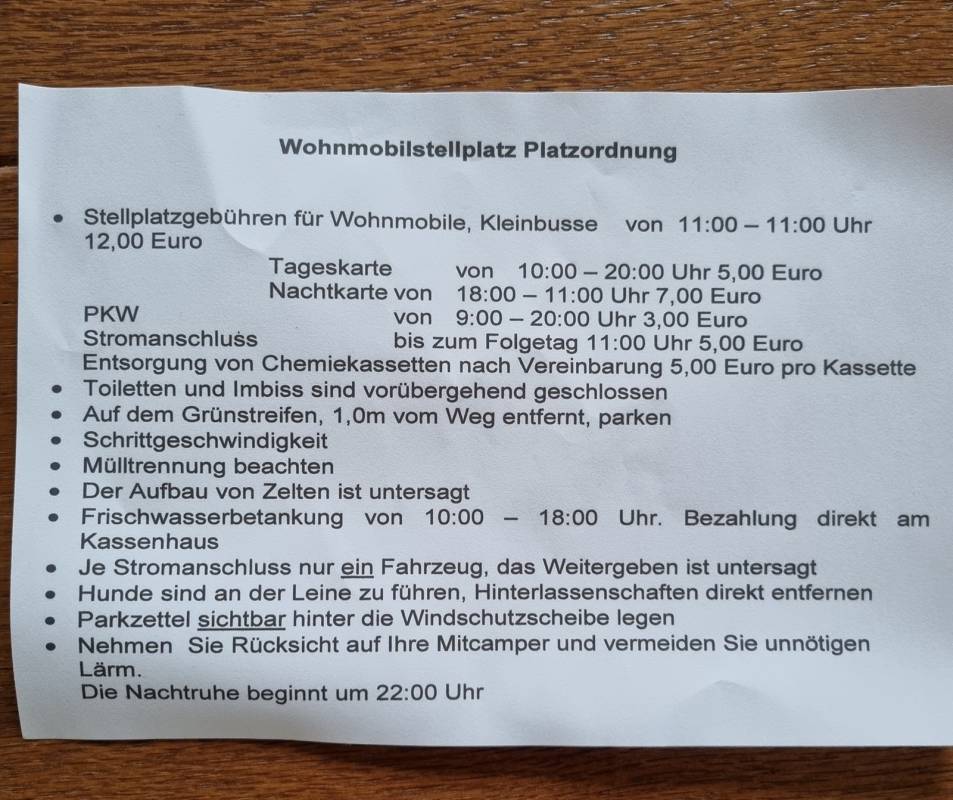 Wohnmobilstellplatz Platzordnung
• Stellplatzgebühren für Wohnmobile, Kleinbusse von 11:00 – 11:00 Uhr
12,00 Euro
Tageskarte von 10:00 – 20:00 Uhr 5,00 Euro
Nachtkarte von 18:00 – 11:00 Uhr 7,00 Euro
PKW von 9:00 – 20:00 Uhr 3,00 Euro
Stromanschluss bis zum Folgetag 11:00 Uhr 5,00 Euro
Entsorgung von Chemiekassetten nach Vereinbarung 5,00 Euro pro Kassette
• Toiletten und Imbiss sind vorübergehend geschlossen
• Auf dem Grünstreifen, 1,0m vom Weg entfernt, parken
• Schrittgeschwindigkeit
• Mülltrennung beachten
• Der Aufbau von Zelten ist untersagt
• Frischwasserbetankung von 10:00 – 18:00 Uhr. Bezahlung direkt am
Kassenhaus
• Je Stromanschluss nur ein Fahrzeug, das Weitergeben ist untersagt
• Hunde sind an der Leine zu führen, Hinterlassenschaften direkt entfernen
• Parkzettel sichtbar hinter die Windschutzscheibe legen
• Nehmen Sie Rücksicht auf Ihre Mitcamper und vermeiden Sie unnötigen
Lärm.
Die Nachtruhe beginnt um 22:00 Uhr